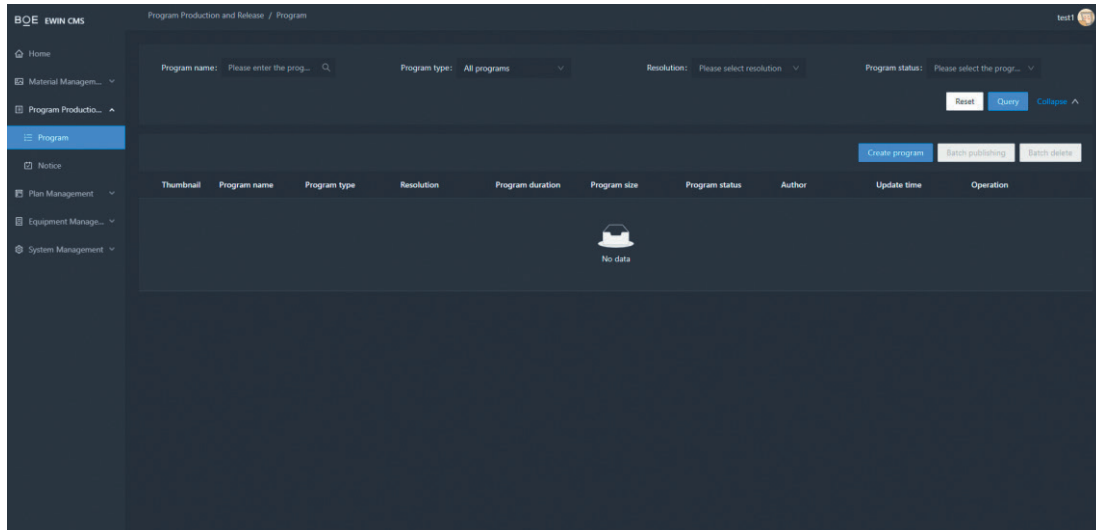 BOE EWIN CMS
Program Production and Release / Program
test1
Home
Material Managem...
Program Productio...
Program
Notice
Plan Management
Equipment Manage...
System Management
Program name: Please enter the prog... Program type: All programs Resolution: Please select resolution Program status: Please select the progr...
Reset Query Collapse
Create program Batch publishing Batch delete
Thumbnail Program name Program type Resolution Program duration Program size Program status Author Update time Operation
No data